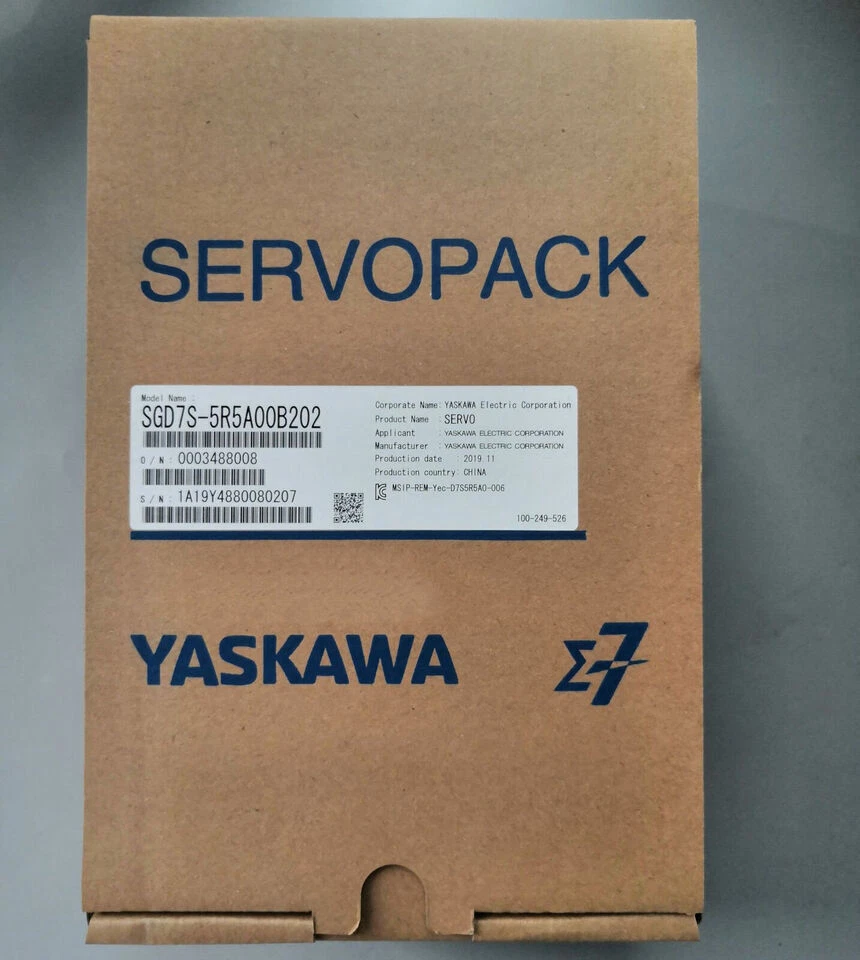 SERVOPACK
Model Name :
SGD7S-5R5A00B202
O/N : 0003488008
S/N : 1A19Y4880080207
Corporate Name: YASKAWA Electric Corporation
Product Name : SERVO
Applicant : YASKAWA ELECTRIC CORPORATION
Manufacturer : YASKAWA ELECTRIC CORPORATION
Production date : 2019.11
Production country: CHINA
MSIP-REM-Yec-D7S5R5A0-006
100-249-526
YASKAWA
Σ-7